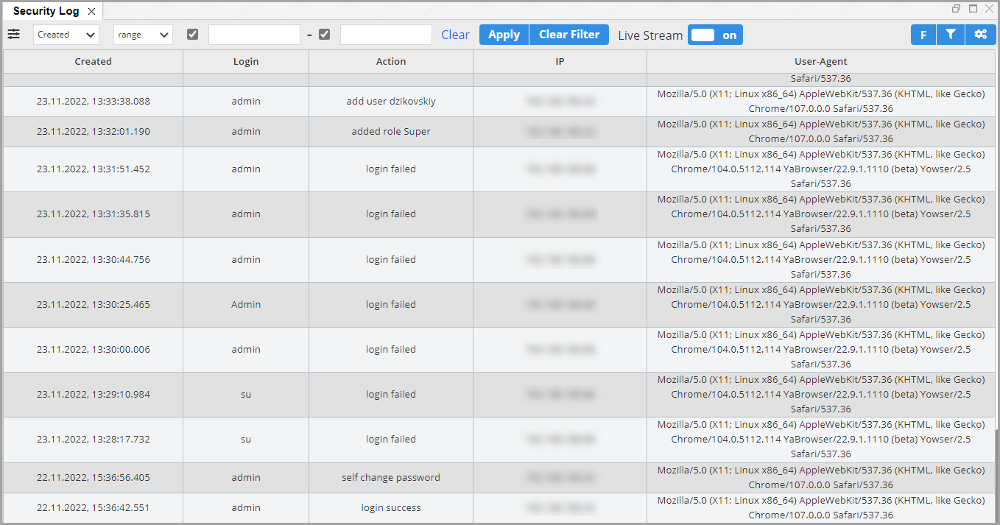 Security Log
Created range - Clear Apply Clear Filter Live Stream on F
Created Login Action IP User-Agent
Safari/537.36
23.11.2022, 13:33:38.088 admin add user dzikovskiy Mozilla/5.0 (X11; Linux x86_64) AppleWebKit/537.36 (KHTML, like Gecko)
Chrome/107.0.0.0 Safari/537.36
23.11.2022, 13:32:01.190 admin added role Super Mozilla/5.0 (X11; Linux x86_64) AppleWebKit/537.36 (KHTML, like Gecko)
Chrome/107.0.0.0 Safari/537.36
23.11.2022, 13:31:51.452 admin login failed Mozilla/5.0 (X11; Linux x86_64) AppleWebKit/537.36 (KHTML, like Gecko)
Chrome/104.0.5112.114 YaBrowser/22.9.1.1110 (beta) Yowser/2.5
Safari/537.36
23.11.2022, 13:31:35.815 admin login failed Mozilla/5.0 (X11; Linux x86_64) AppleWebKit/537.36 (KHTML, like Gecko)
Chrome/104.0.5112.114 YaBrowser/22.9.1.1110 (beta) Yowser/2.5
Safari/537.36
23.11.2022, 13:30:44.756 admin login failed Mozilla/5.0 (X11; Linux x86_64) AppleWebKit/537.36 (KHTML, like Gecko)
Chrome/104.0.5112.114 YaBrowser/22.9.1.1110 (beta) Yowser/2.5
Safari/537.36
23.11.2022, 13:30:25.465 Admin login failed Mozilla/5.0 (X11; Linux x86_64) AppleWebKit/537.36 (KHTML, like Gecko)
Chrome/104.0.5112.114 YaBrowser/22.9.1.1110 (beta) Yowser/2.5
Safari/537.36
23.11.2022, 13:30:00.006 admin login failed Mozilla/5.0 (X11; Linux x86_64) AppleWebKit/537.36 (KHTML, like Gecko)
Chrome/104.0.5112.114 YaBrowser/22.9.1.1110 (beta) Yowser/2.5
Safari/537.36
23.11.2022, 13:29:10.984 su login failed Mozilla/5.0 (X11; Linux x86_64) AppleWebKit/537.36 (KHTML, like Gecko)
Chrome/104.0.5112.114 YaBrowser/22.9.1.1110 (beta) Yowser/2.5
Safari/537.36
23.11.2022, 13:28:17.732 su login failed Mozilla/5.0 (X11; Linux x86_64) AppleWebKit/537.36 (KHTML, like Gecko)
Chrome/104.0.5112.114 YaBrowser/22.9.1.1110 (beta) Yowser/2.5
Safari/537.36
22.11.2022, 15:36:56.405 admin self change password Mozilla/5.0 (X11; Linux x86_64) AppleWebKit/537.36 (KHTML, like Gecko)
Chrome/107.0.0.0 Safari/537.36
22.11.2022, 15:36:42.551 admin login success Mozilla/5.0 (X11; Linux x86_64) AppleWebKit/537.36 (KHTML, like Gecko)
Chrome/107.0.0.0 Safari/537.36